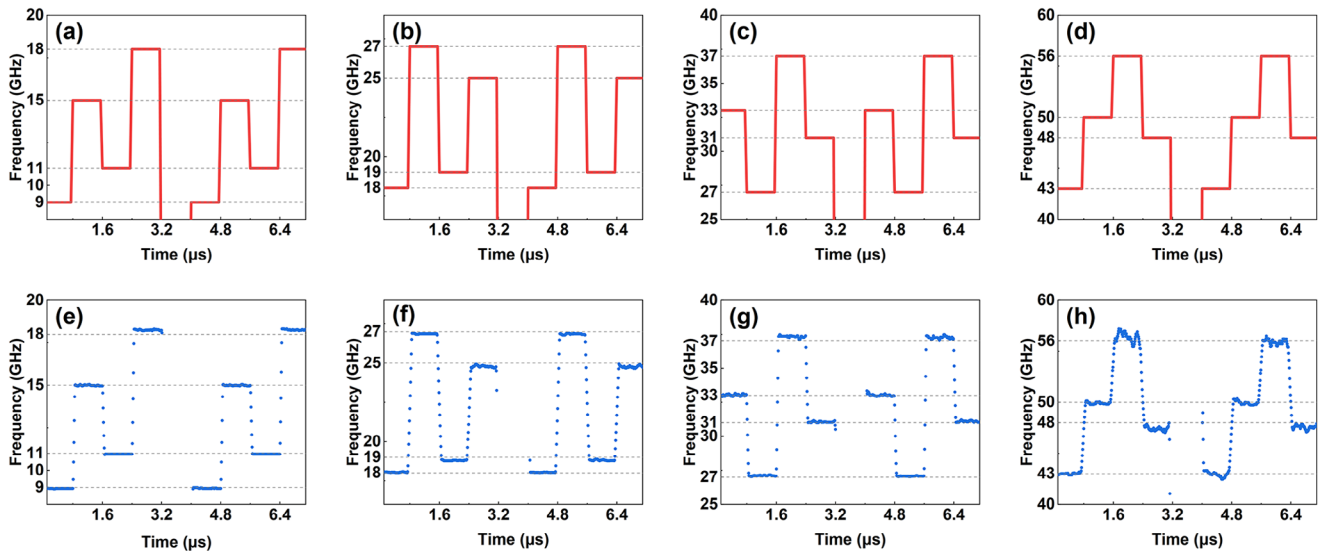 (a)
Frequency (GHz)
20
18
15
11
10
9
1.6 3.2 4.8 6.4
Time (μs)
(b)
Frequency (GHz)
27
25
20
19
18
1.6 3.2 4.8 6.4
Time (μs)
(c)
Frequency (GHz)
40
37
33
31
27
25
1.6 3.2 4.8 6.4
Time (μs)
(d)
Frequency (GHz)
60
56
50
48
43
40
1.6 3.2 4.8 6.4
Time (μs)
(e)
Frequency (GHz)
20
18
15
11
10
9
1.6 3.2 4.8 6.4
Time (μs)
(f)
Frequency (GHz)
27
25
20
19
18
1.6 3.2 4.8 6.4
Time (μs)
(g)
Frequency (GHz)
40
37
33
31
27
25
1.6 3.2 4.8 6.4
Time (μs)
(h)
Frequency (GHz)
60
56
50
48
43
40
1.6 3.2 4.8 6.4
Time (μs)